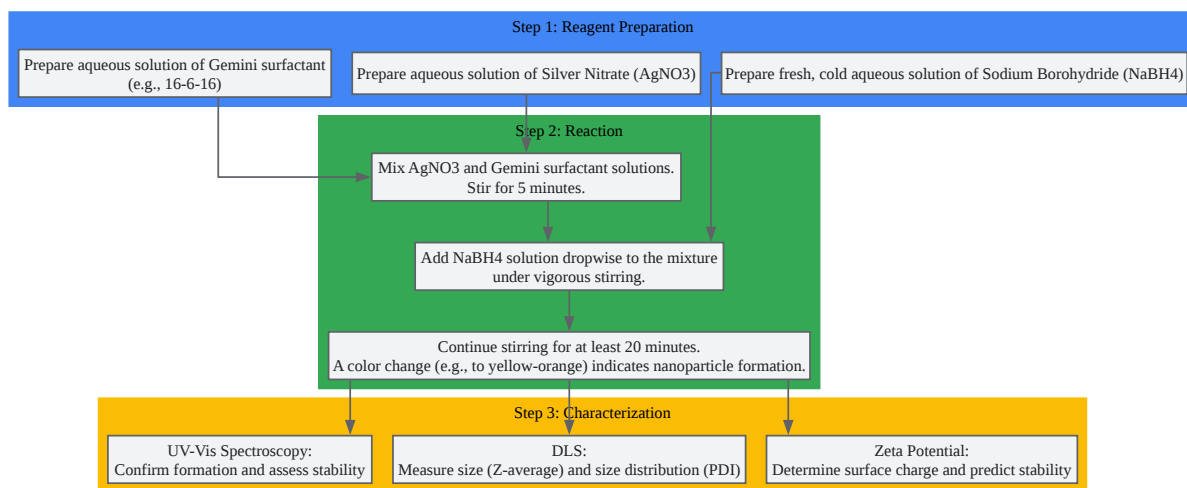 Step 1: Reagent Preparation
Prepare aqueous solution of Gemini surfactant
(e.g., 16-6-16)
Prepare aqueous solution of Silver Nitrate (AgNO3)
Prepare fresh, cold aqueous solution of Sodium Borohydride (NaBH4)
Step 2: Reaction
Mix AgNO3 and Gemini surfactant solutions.
Stir for 5 minutes.
Add NaBH4 solution dropwise to the mixture
under vigorous stirring.
Continue stirring for at least 20 minutes.
A color change (e.g., to yellow-orange) indicates nanoparticle formation.
Step 3: Characterization
UV-Vis Spectroscopy:
Confirm formation and assess stability
DLS:
Measure size (Z-average) and size distribution (PDI)
Zeta Potential:
Determine surface charge and predict stability